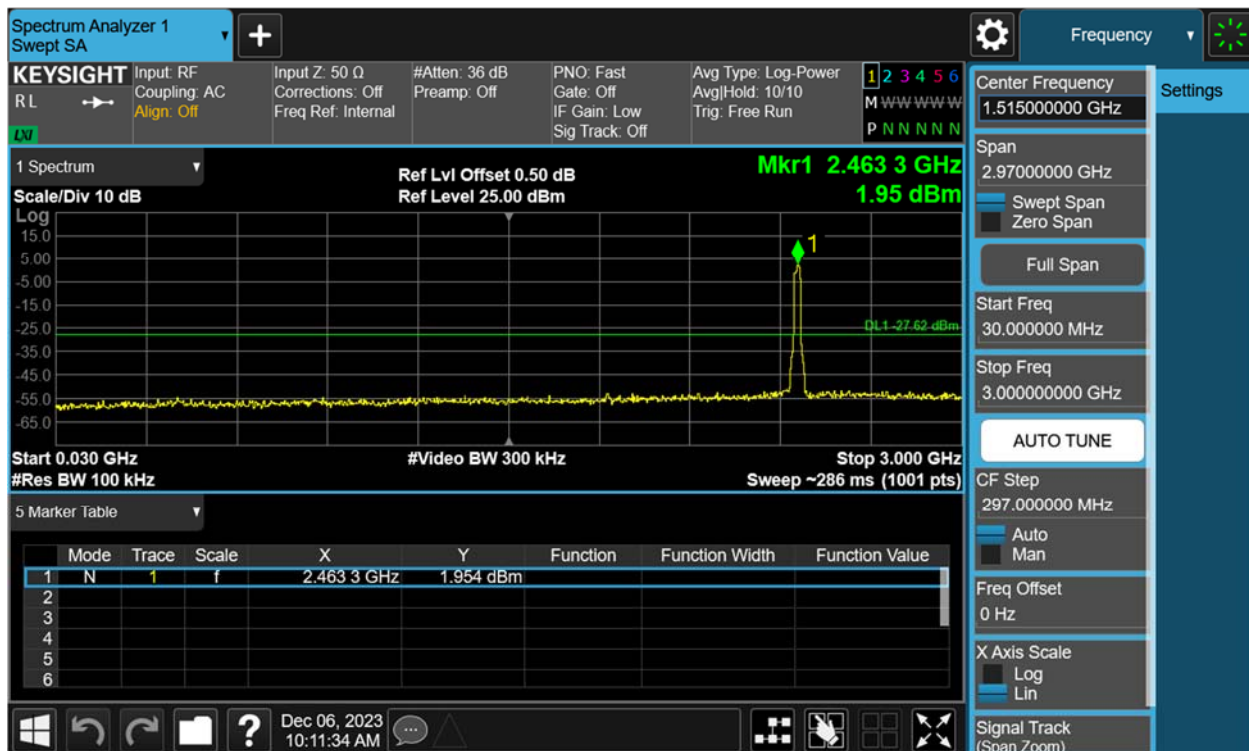 Spectrum Analyzer 1
Swept SA
+
Frequency
KEYSIGHT
RL
LXI
Input: RF
Coupling: AC
Align: Off
Input Z: 50 Ω
Corrections: Off
Freq Ref: Internal
#Atten: 36 dB
Preamp: Off
PNO: Fast
Gate: Off
IF Gain: Low
Sig Track: Off
Avg Type: Log-Power
Avg|Hold: 10/10
Trig: Free Run
1 2 3 4 5 6
M W W W W W
P N N N N N
1 Spectrum
Scale/Div 10 dB
Ref Lvl Offset 0.50 dB
Ref Level 25.00 dBm
Mkr1 2.463 3 GHz
1.95 dBm
Log
15.0
5.00
-5.00
-15.0
-25.0
-35.0
-45.0
-55.0
-65.0
1
DL1 -27.62 dBm
Start 0.030 GHz
#Video BW 300 kHz
Stop 3.000 GHz
#Res BW 100 kHz
Sweep ~286 ms (1001 pts)
5 Marker Table
Mode Trace Scale X Y Function Function Width Function Value
1 N 1 f 2.463 3 GHz 1.954 dBm
2
3
4
5
6
Dec 06, 2023
10:11:34 AM
?
Center Frequency
1.515000000 GHz
Span
2.97000000 GHz
Swept Span
Zero Span
Full Span
Start Freq
30.000000 MHz
Stop Freq
3.000000000 GHz
AUTO TUNE
CF Step
297.000000 MHz
Auto
Man
Freq Offset
0 Hz
X Axis Scale
Log
Lin
Signal Track
(Span Zoom)
Settings